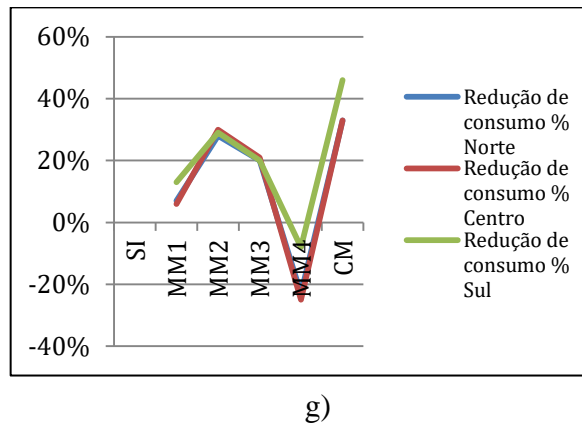 60%
40%
20%
0%
-20%
-40%
SI
MM1
MM2
MM3
MM4
CM
Redução de
consumo %
Norte
Redução de
consumo %
Centro
Redução de
consumo %
Sul
g)